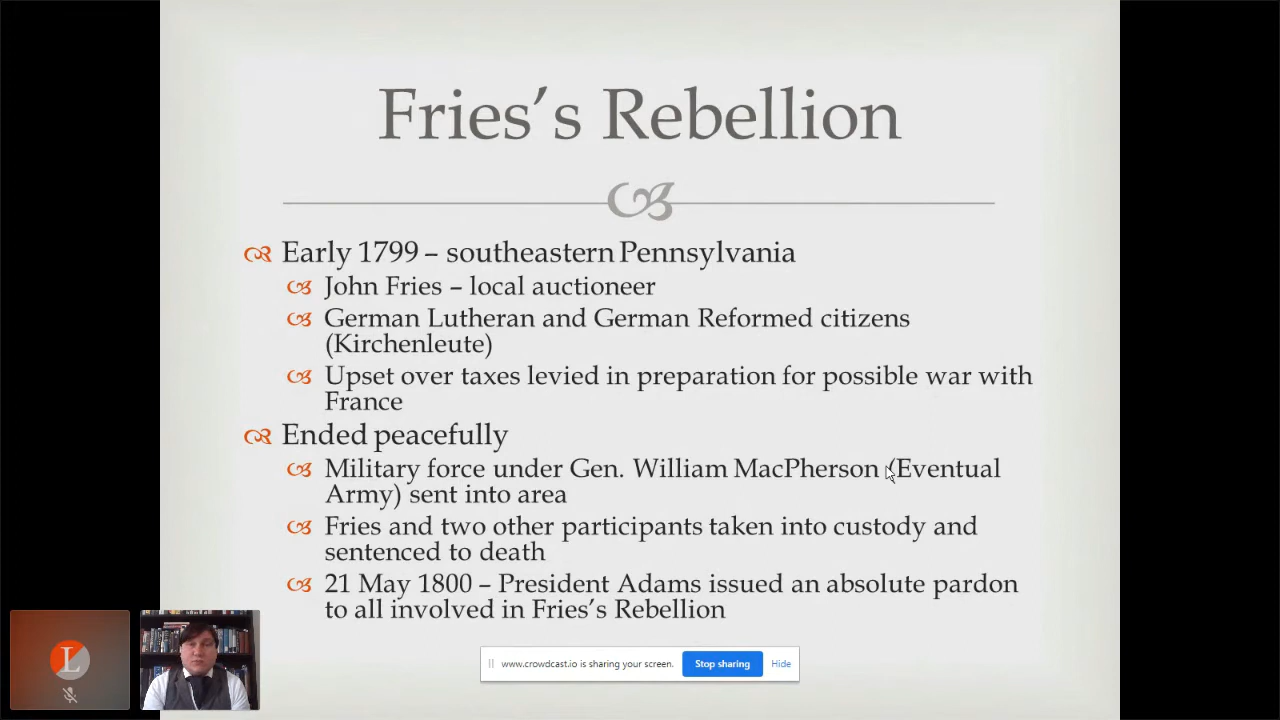 Fries’s Rebellion
Early 1799 – southeastern Pennsylvania
John Fries – local auctioneer
German Lutheran and German Reformed citizens
(Kirchenleute)
Upset over taxes levied in preparation for possible war with
France
Ended peacefully
Military force under Gen. William MacPherson (Eventual
Army) sent into area
Fries and two other participants taken into custody and
sentenced to death
21 May 1800 – President Adams issued an absolute pardon
to all involved in Fries’s Rebellion
L
www.crowdcast.io is sharing your screen. Stop sharing Hide